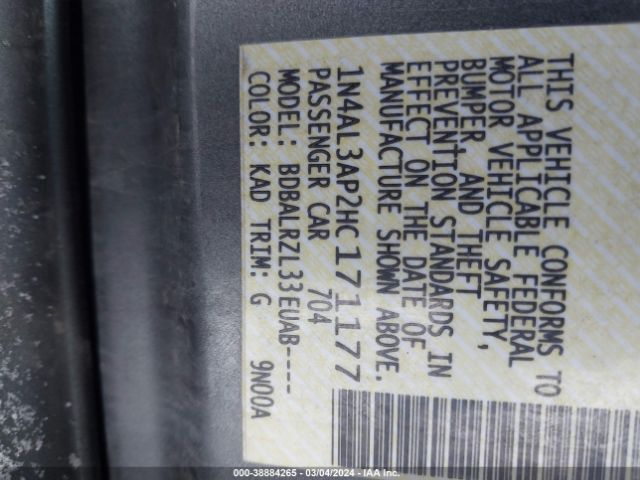 THIS VEHICLE CONFORMS TO
ALL APPLICABLE FEDERAL
MOTOR VEHICLE SAFETY,
BUMPER, AND THEFT
PREVENTION STANDARDS IN
EFFECT ON THE DATE OF
MANUFACTURE SHOWN ABOVE.
1N4AL3AP2HC171177
PASSENGER CAR 704
MODEL: BDBALRZL33EUAB----
COLOR: KAD TRIM: G 9N00A
000-38884265 - 03/04/2024 - IAA Inc.